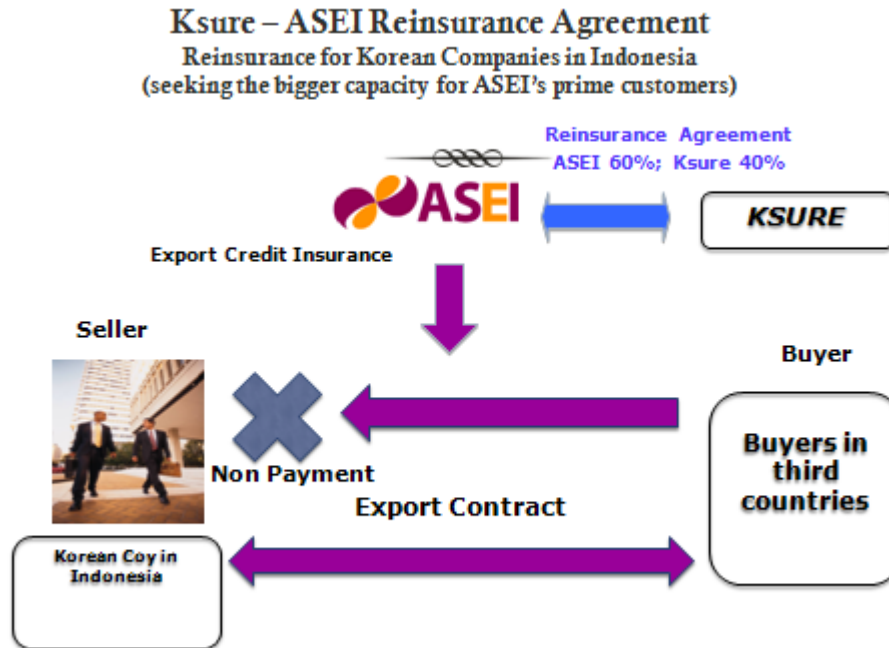 Ksure – ASEI Reinsurance Agreement
Reinsurance for Korean Companies in Indonesia
(seeking the bigger capacity for ASEI's prime customers)
Reinsurance Agreement
ASEI 60%; Ksure 40%
ASEI
KSURE
Export Credit Insurance
Seller
Buyer
Buyers in
third
countries
Non Payment
Export Contract
Korean Coy in
Indonesia